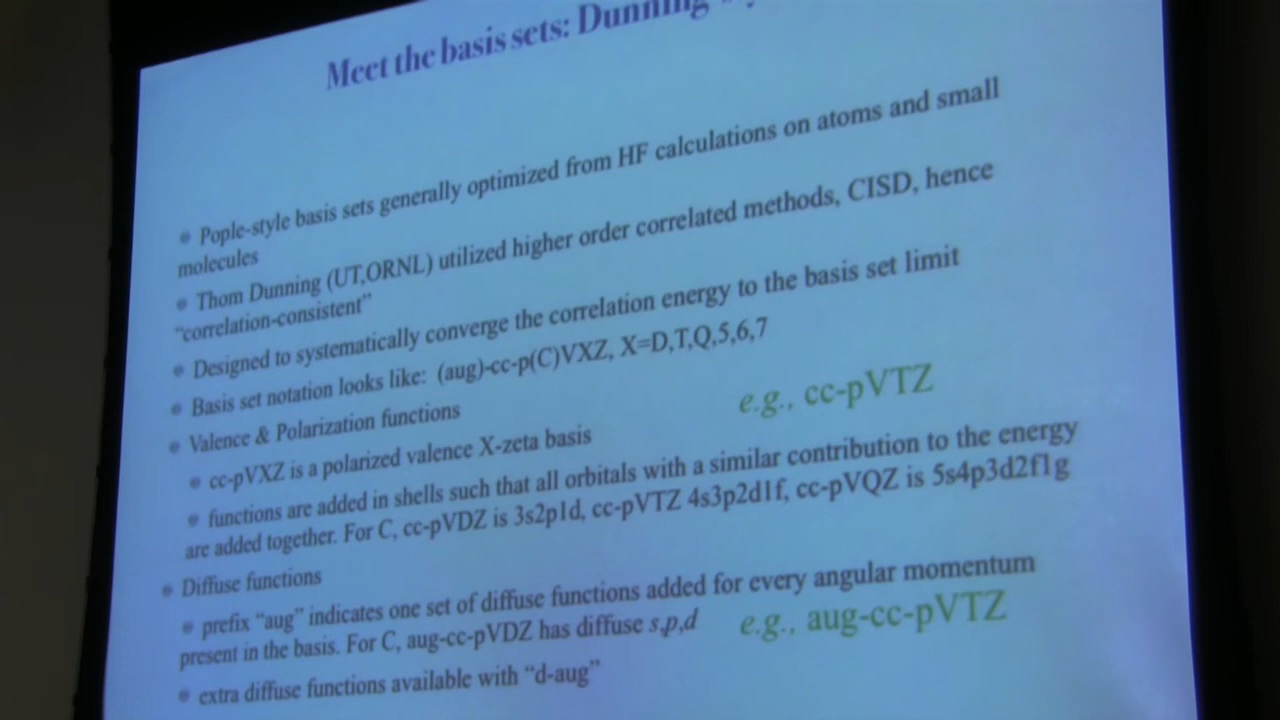 Meet the basis sets: Dunning
Pople-style basis sets generally optimized from HF calculations on atoms and small
molecules
Thom Dunning (UT,ORNL) utilized higher order correlated methods, CISD, hence
“correlation-consistent”
Designed to systematically converge the correlation energy to the basis set limit
Basis set notation looks like: (aug)-cc-p(C)VXZ, X=D,T,Q,5,6,7
Valence & Polarization functions
e.g., cc-pVTZ
cc-pVXZ is a polarized valence X-zeta basis
functions are added in shells such that all orbitals with a similar contribution to the energy
are added together. For C, cc-pVDZ is 3s2p1d, cc-pVTZ 4s3p2d1f, cc-pVQZ is 5s4p3d2f1g
Diffuse functions
prefix “aug” indicates one set of diffuse functions added for every angular momentum
present in the basis. For C, aug-cc-pVDZ has diffuse s,p,d
e.g., aug-cc-pVTZ
extra diffuse functions available with “d-aug”